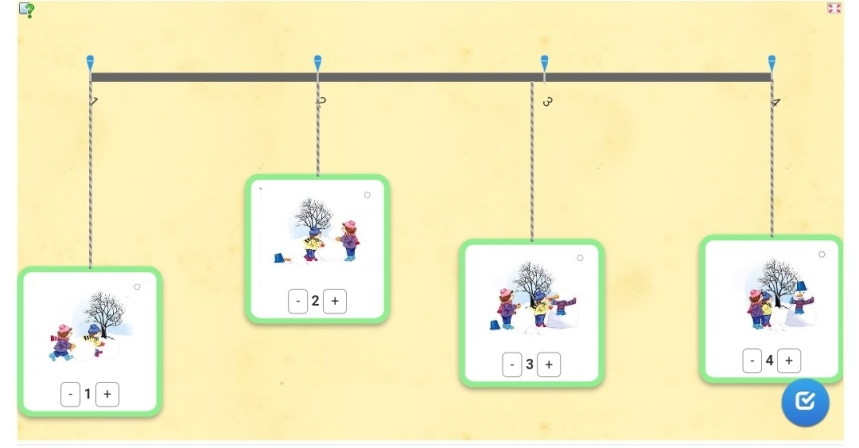 1 2 3 4
- 2 +
- 3 +
- 4 +
- 1 +